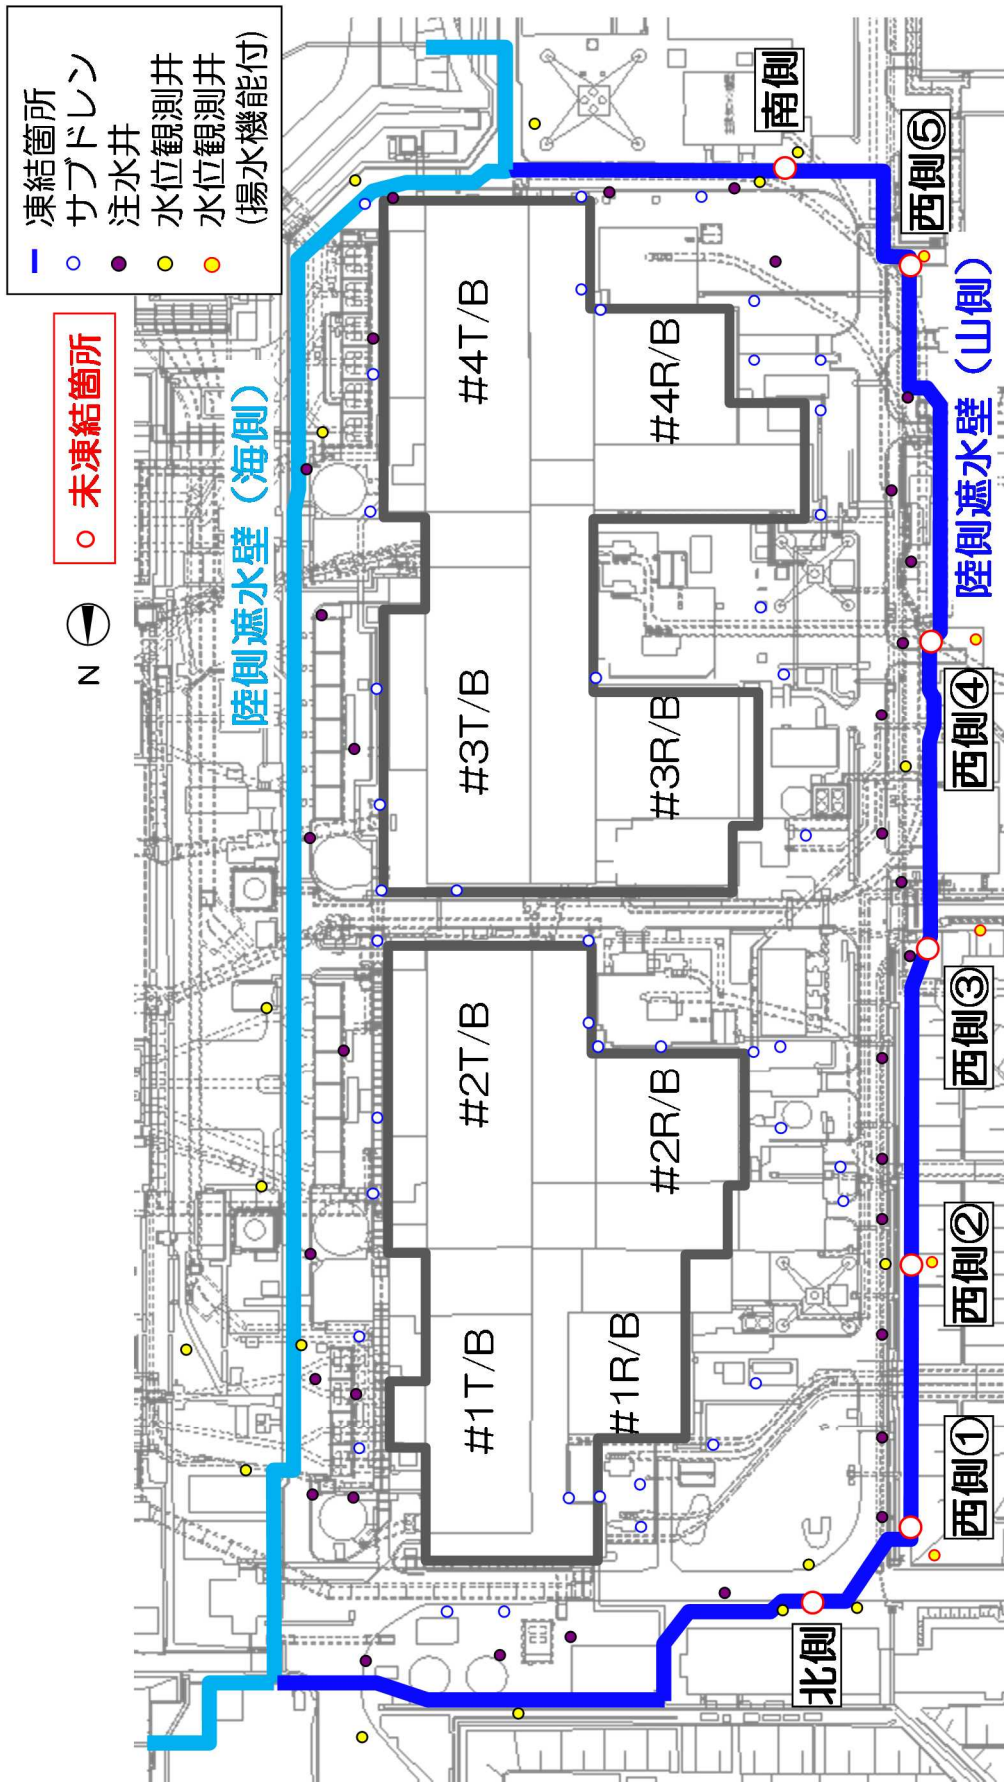 凍結箇所
サブドレン
注水井
水位観測井
水位観測井
(揚水機能付)
未凍結箇所
N
陸側遮水壁（海側）
#1T/B
#2T/B
#3T/B
#4T/B
#1R/B
#2R/B
#3R/B
#4R/B
北側
南側
西側①
西側②
西側③
西側④
西側⑤
陸側遮水壁（山側）